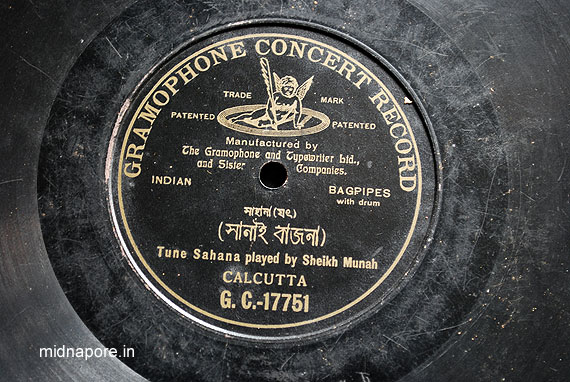 GRAMOPHONE CONCERT RECORD
TRADE MARK
PATENTED PATENTED
Manufactured by
The Gramophone and Typewriter Ltd.,
and Sister Companies.
INDIAN BAGPIPES
with drum
সাহানা (যৎ)
(সানাই বাজনা)
Tune Sahana played by Sheikh Munah
CALCUTTA
G. C.-17751
midnapore.in